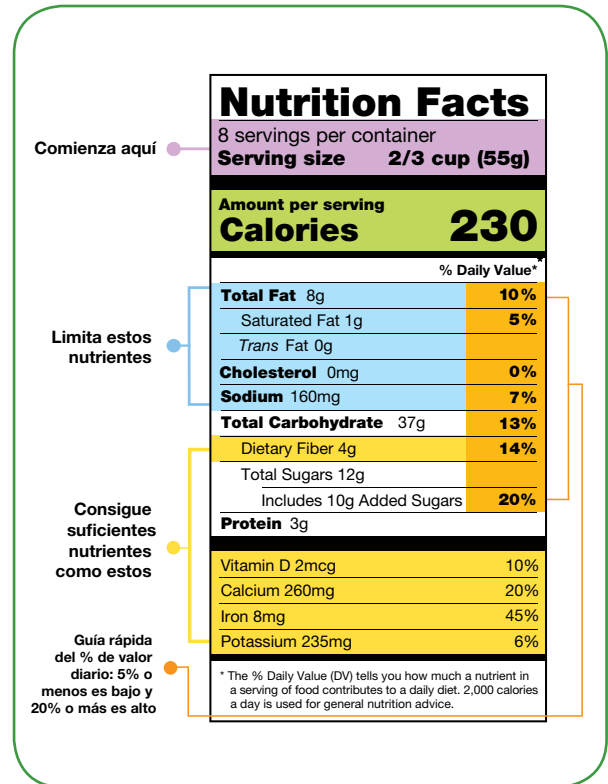 Nutrition Facts
8 servings per container
Serving size 2/3 cup (55g)
Comienza aquí
Amount per serving
Calories 230
% Daily Value*
*
Total Fat 8g 10%
Saturated Fat 1g 5%
Trans Fat 0g
Cholesterol 0mg 0%
Sodium 160mg 7%
Limita estos
nutrientes
Total Carbohydrate 37g 13%
Dietary Fiber 4g 14%
Total Sugars 12g
Includes 10g Added Sugars 20%
Protein 3g
Vitamin D 2mcg 10%
Calcium 260mg 20%
Iron 8mg 45%
Potassium 235mg 6%
Consigue
suficientes
nutrientes
como estos
Guía rápida
del % de valor
diario: 5% o
menos es bajo y
20% o más es alto
* The % Daily Value (DV) tells you how much a nutrient in
a serving of food contributes to a daily diet. 2,000 calories
a day is used for general nutrition advice.